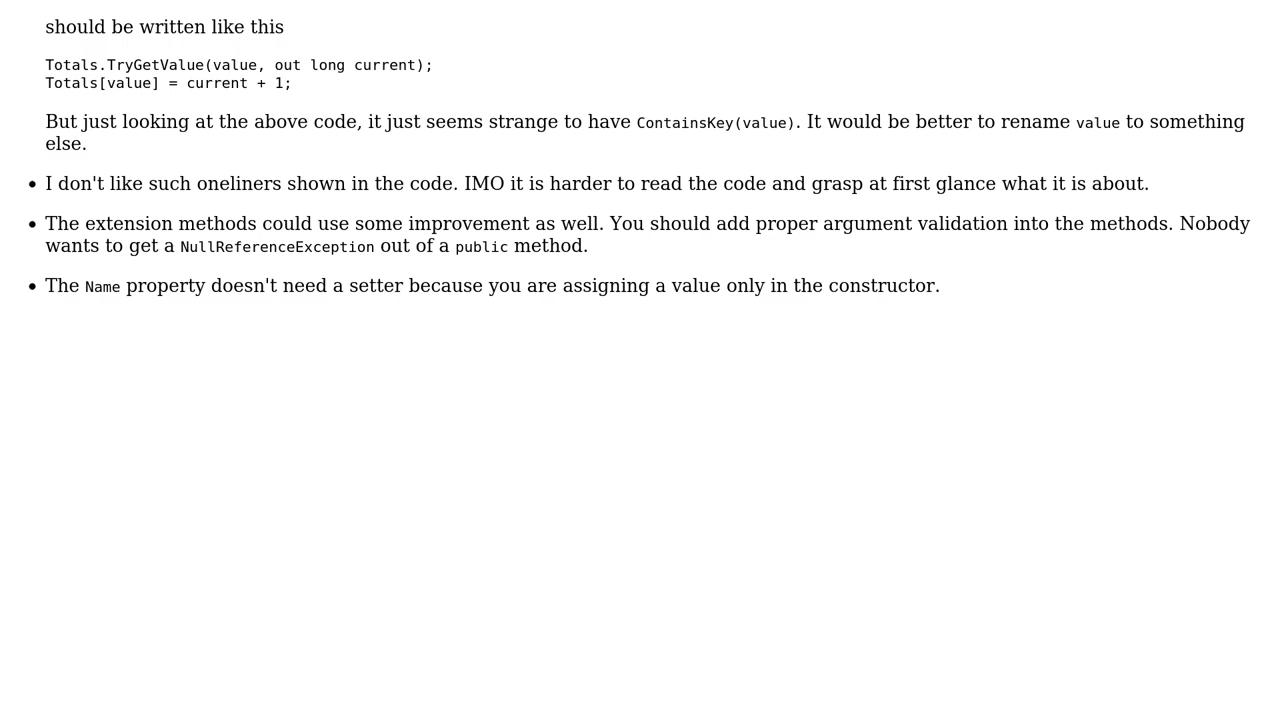 should be written like this
Totals.TryGetValue(value, out long current);
Totals[value] = current + 1;
But just looking at the above code, it just seems strange to have ContainsKey(value). It would be better to rename value to something
else.
• I don't like such oneliners shown in the code. IMO it is harder to read the code and grasp at first glance what it is about.
• The extension methods could use some improvement as well. You should add proper argument validation into the methods. Nobody
wants to get a NullReferenceException out of a public method.
• The Name property doesn't need a setter because you are assigning a value only in the constructor.